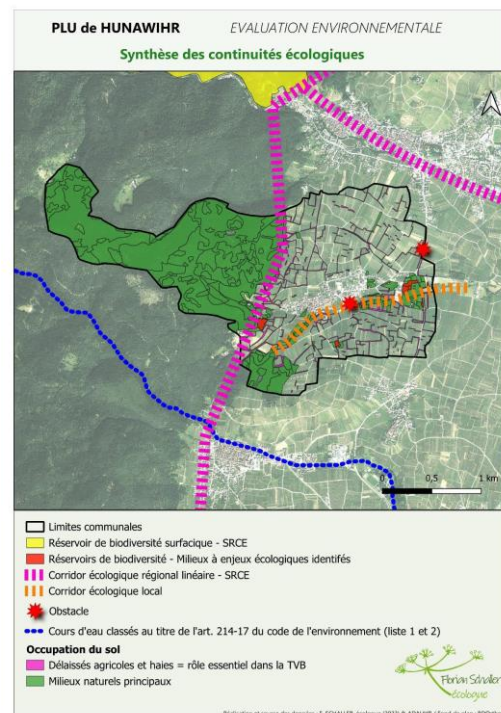 PLU de HUNAWIHR EVALUATION ENVIRONNEMENTALE
Synthèse des continuités écologiques
0 0,5 1 km
Limites communales
Réservoir de biodiversité surfacique - SRCE
Réservoirs de biodiversité - Milieux à enjeux écologiques identifiés
Corridor écologique régional linéaire - SRCE
Corridor écologique local
Obstacle
Cours d'eau classés au titre de l'art. 214-17 du code de l'environnement (liste 1 et 2)
Occupation du sol
Délaissés agricoles et haies = rôle essentiel dans la TVB
Milieux naturels principaux
Florian Schaller
écologue